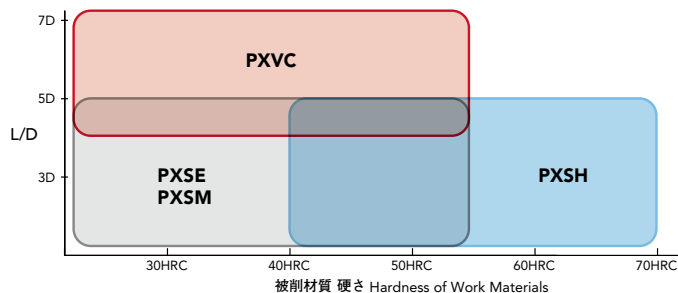 7D
PXVC
5D
L/D
3D
PXSE
PXSM
PXSH
30HRC 40HRC 50HRC 60HRC 70HRC
被削材質 硬さ Hardness of Work Materials